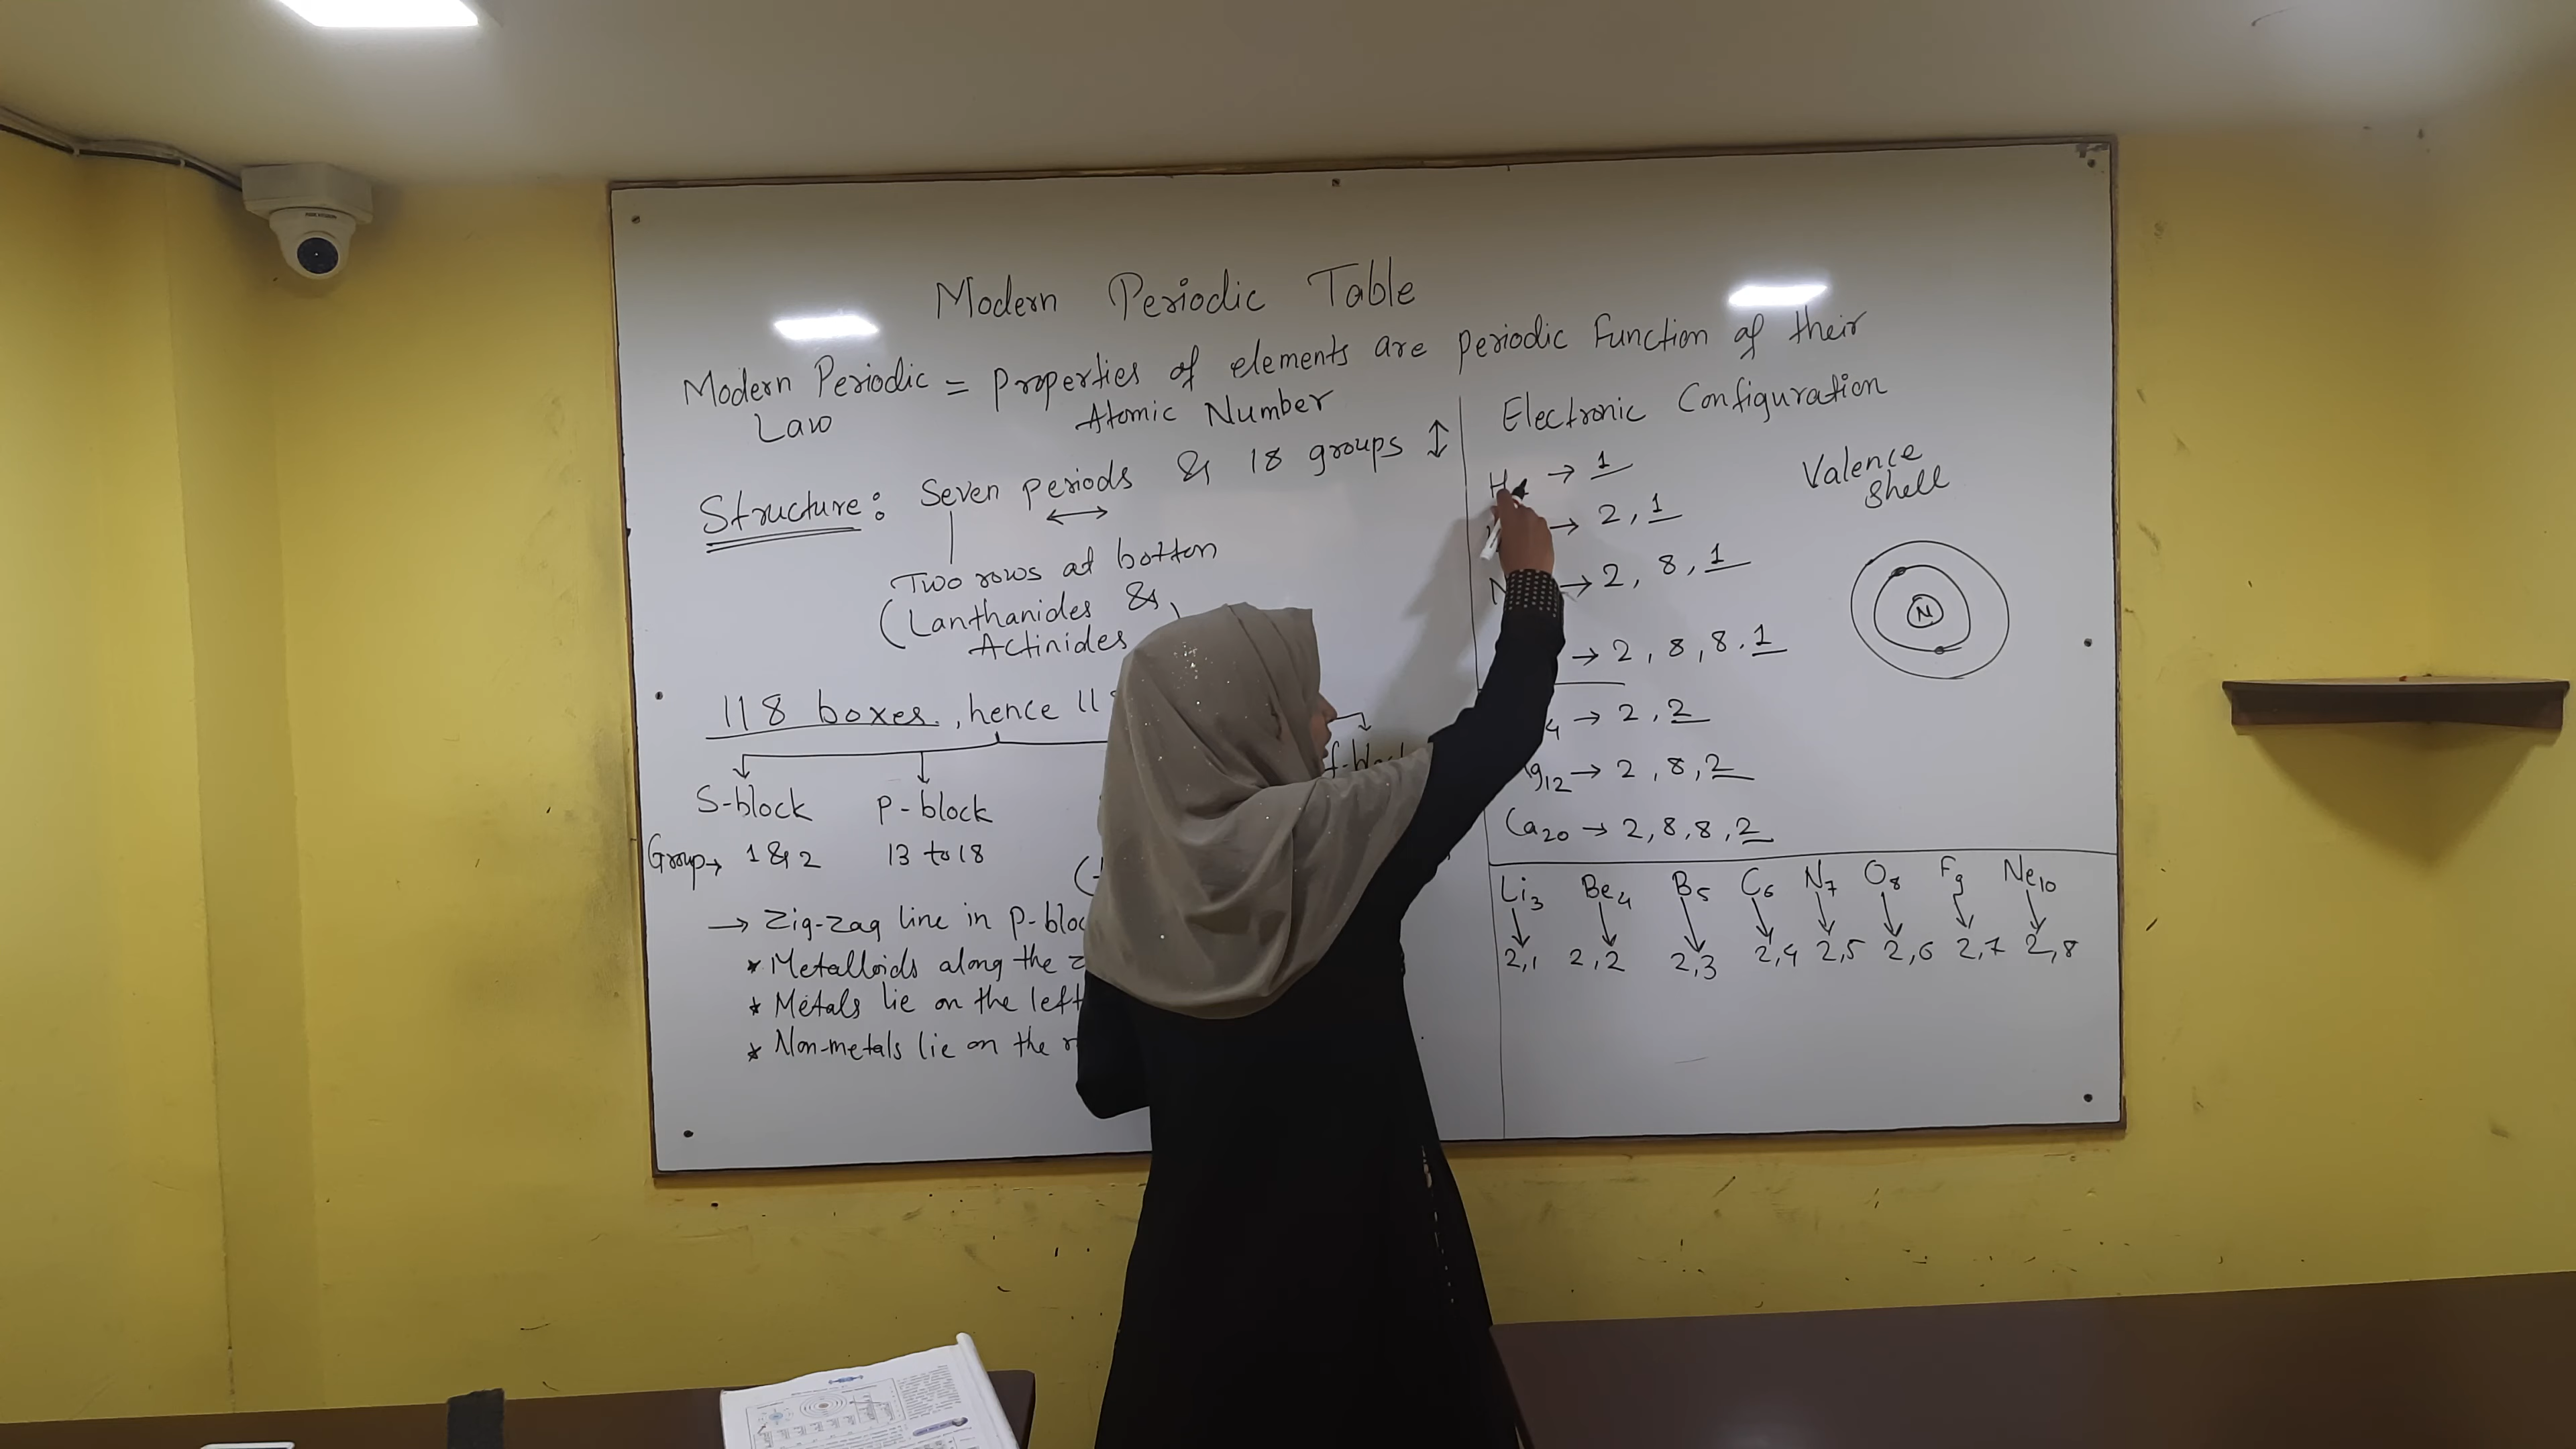 Modern Periodic Table
Modern Periodic = Properties of elements are periodic Function of their
Law
Atomic Number
Structure: Seven periods & 18 groups ↕
↔
Two rows at bottom
(Lanthanides &
Actinides
118 boxes, hence
S-block P-block
Group→ 1 & 2 13 to 18
→ Zig-zag line in P-bloc
* Metalloids along the z
* Metals lie on the left
* Non-metals lie on the
f-block
Electronic Configuration
H → 1
→ 2, 1
N → 2, 8, 1
→ 2, 8, 8, 1
4 → 2, 2
g12 → 2, 8, 2
Ca20 → 2, 8, 8, 2
Valence
Shell
N
Li3 Be4 B5 C6 N7 O8 F9 Ne10
2,1 2,2 2,3 2,4 2,5 2,6 2,7 2,8